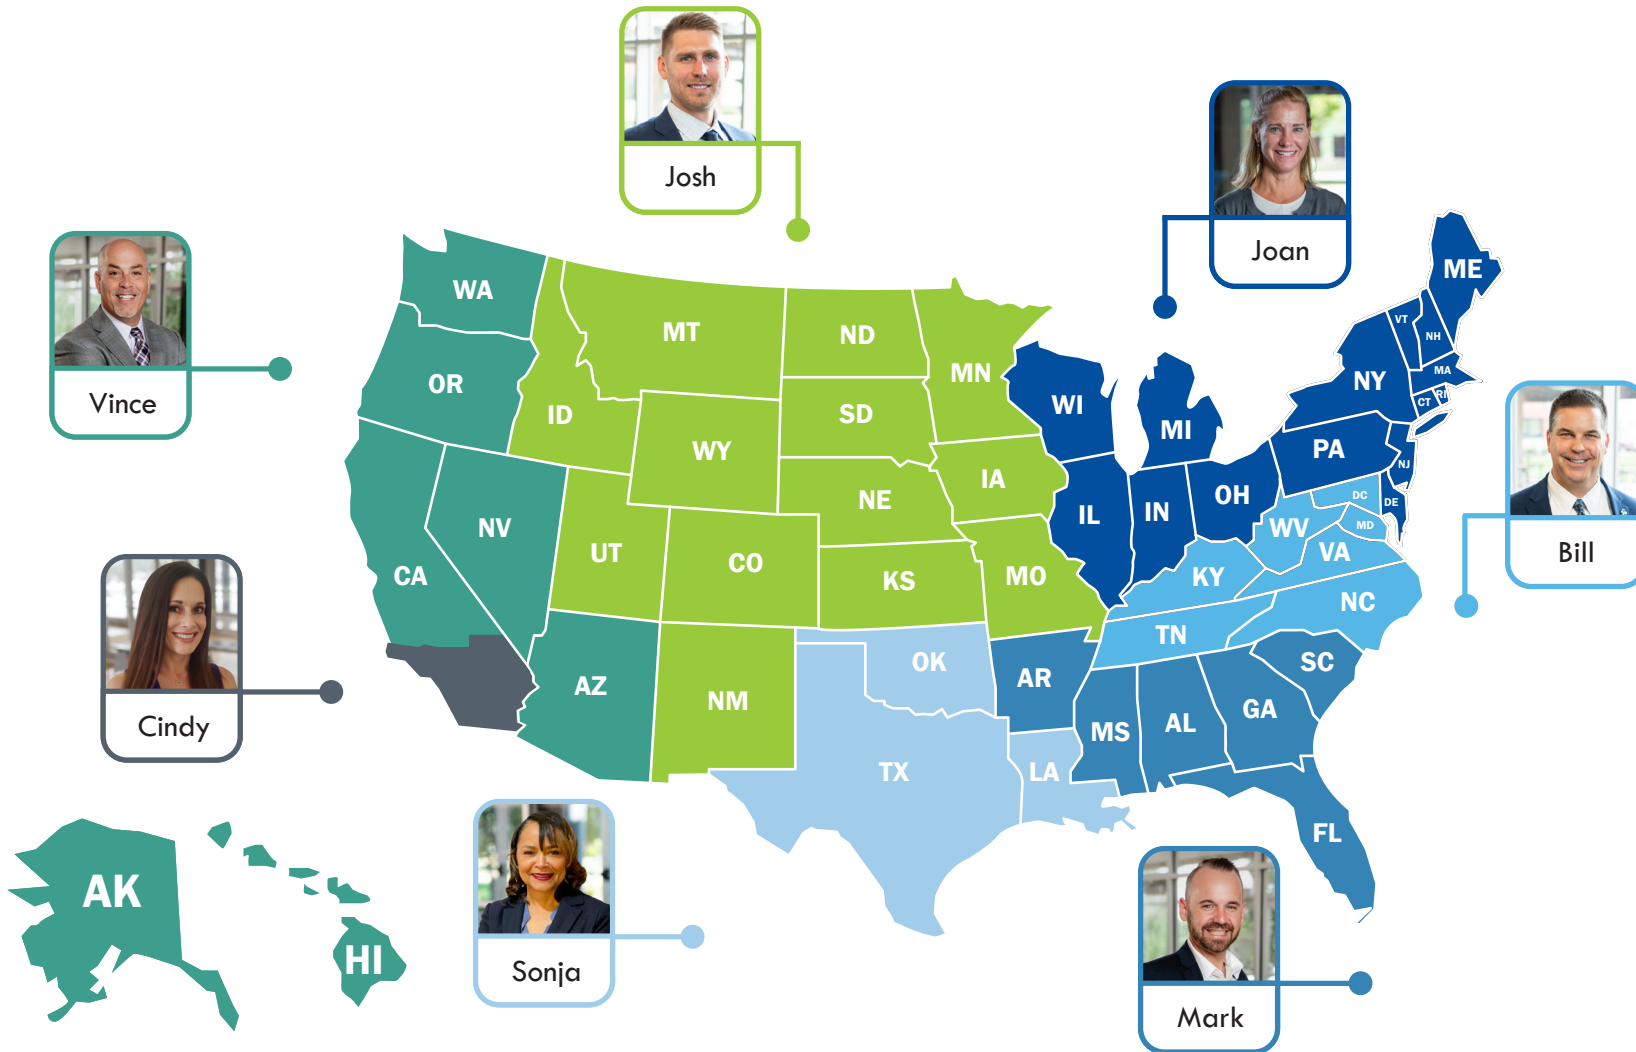 Josh
Joan
Vince
Bill
Cindy
Sonja
Mark
WA
OR
CA
NV
AZ
AK
HI
MT
ID
WY
UT
CO
NM
ND
SD
NE
KS
MN
IA
MO
OK
TX
LA
AR
MS
AL
GA
SC
FL
WI
MI
IL
IN
OH
PA
NY
ME
VT
NH
MA
CT
RI
NJ
DE
DC
MD
WV
VA
KY
NC
TN